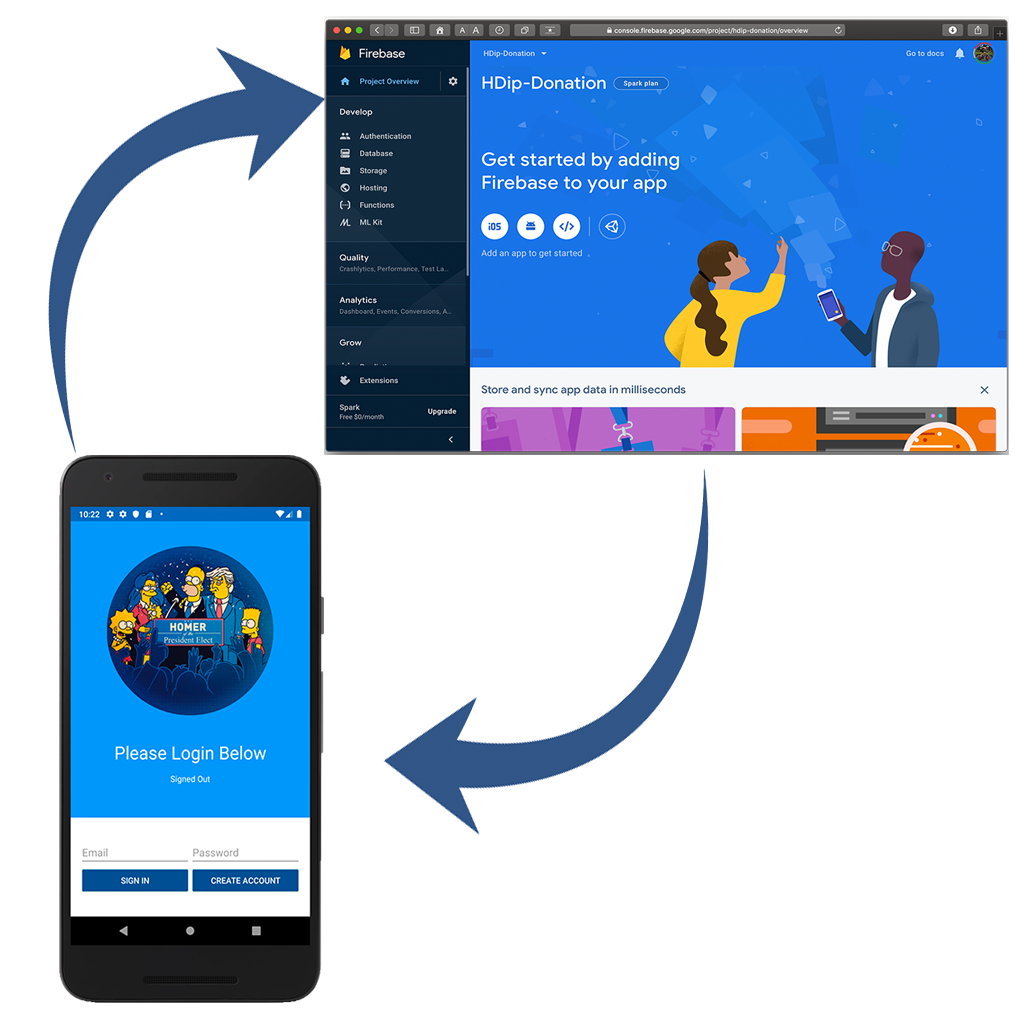 A A
console.firebase.google.com/project/hdip-donation/overview
Firebase
HDip-Donation
Go to docs
Project Overview
HDip-Donation
Spark plan
Develop
Authentication
Database
Storage
Hosting
Functions
ML Kit
Get started by adding
Firebase to your app
iOS
Add an app to get started
Quality
Crashlytics, Performance, Test La...
Analytics
Dashboard, Events, Conversions, A...
Grow
Extensions
Spark
Free $0/month
Upgrade
Store and sync app data in milliseconds
10:22
HOMER
of the
President Elect
Please Login Below
Signed Out
Email
Password
SIGN IN
CREATE ACCOUNT